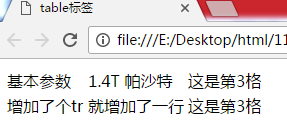 table标签
file:///E:/Desktop/html/11
基本参数 1.4T 帕沙特 这是第3格
增加了个tr 就增加了一行 这是第3格